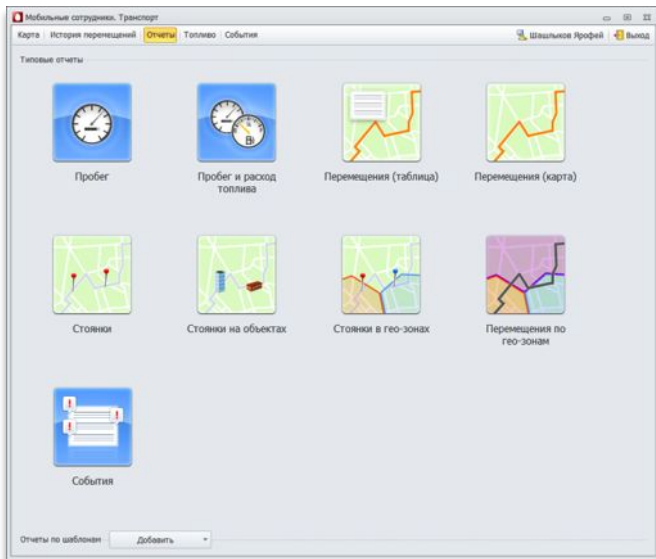 Мобильные сотрудники. Транспорт
Карта История перемещений Отчеты Топливо События Шашлыков Ярофей Выход
Типовые отчеты
Пробег
Пробег и расход
топлива
Перемещения (таблица)
Перемещения (карта)
Стоянки
Стоянки на объектах
Стоянки в гео-зонах
Перемещения по
гео-зонам
События
Отчеты по шаблонам Добавить